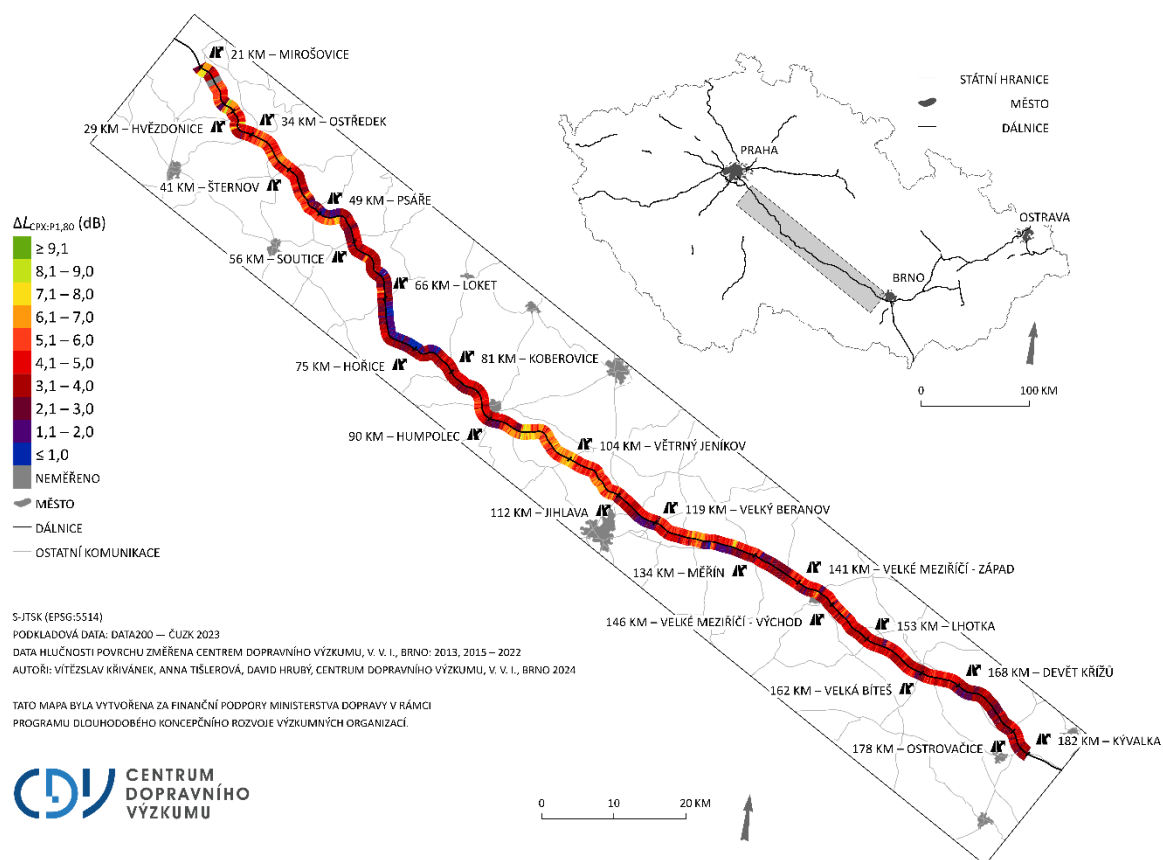 21 KM – MIROŠOVICE
29 KM – HVĚZDONICE
34 KM – OSTŘEDEK
41 KM – ŠTERNOV
49 KM – PSÁŘE
56 KM – SOUTICE
66 KM – LOKET
75 KM – HOŘICE
81 KM – KOBEROVICE
90 KM – HUMPOLEC
104 KM – VĚTRNÝ JENÍKOV
112 KM – JIHLAVA
119 KM – VELKÝ BERANOV
134 KM – MĚŘÍN
141 KM – VELKÉ MEZIŘÍČÍ - ZÁPAD
146 KM – VELKÉ MEZIŘÍČÍ - VÝCHOD
153 KM – LHOTKA
162 KM – VELKÁ BÍTEŠ
168 KM – DEVĚT KŘÍŽŮ
178 KM – OSTROVAČICE
182 KM – KÝVALKA
STÁTNÍ HRANICE
MĚSTO
DÁLNICE
PRAHA
OSTRAVA
BRNO
0 100 KM
ΔLCPX:P1,80 (dB)
≥ 9,1
8,1 – 9,0
7,1 – 8,0
6,1 – 7,0
5,1 – 6,0
4,1 – 5,0
3,1 – 4,0
2,1 – 3,0
1,1 – 2,0
≤ 1,0
NEMĚŘENO
MĚSTO
DÁLNICE
OSTATNÍ KOMUNIKACE
S-JTSK (EPSG:5514)
PODKLADOVÁ DATA: DATA200 — ČUZK 2023
DATA HLUČNOSTI POVRCHU ZMĚŘENA CENTREM DOPRAVNÍHO VÝZKUMU, V. V. I., BRNO: 2013, 2015 – 2022
AUTOŘI: VÍTĚZSLAV KŘIVÁNEK, ANNA TIŠLEROVÁ, DAVID HRUBÝ, CENTRUM DOPRAVNÍHO VÝZKUMU, V. V. I., BRNO 2024
TATO MAPA BYLA VYTVOŘENA ZA FINANČNÍ PODPORY MINISTERSTVA DOPRAVY V RÁMCI
PROGRAMU DLOUHODOBÉHO KONCEPČNÍHO ROZVOJE VÝZKUMNÝCH ORGANIZACÍ.
CDV
CENTRUM
DOPRAVNÍHO
VÝZKUMU
0 10 20 KM